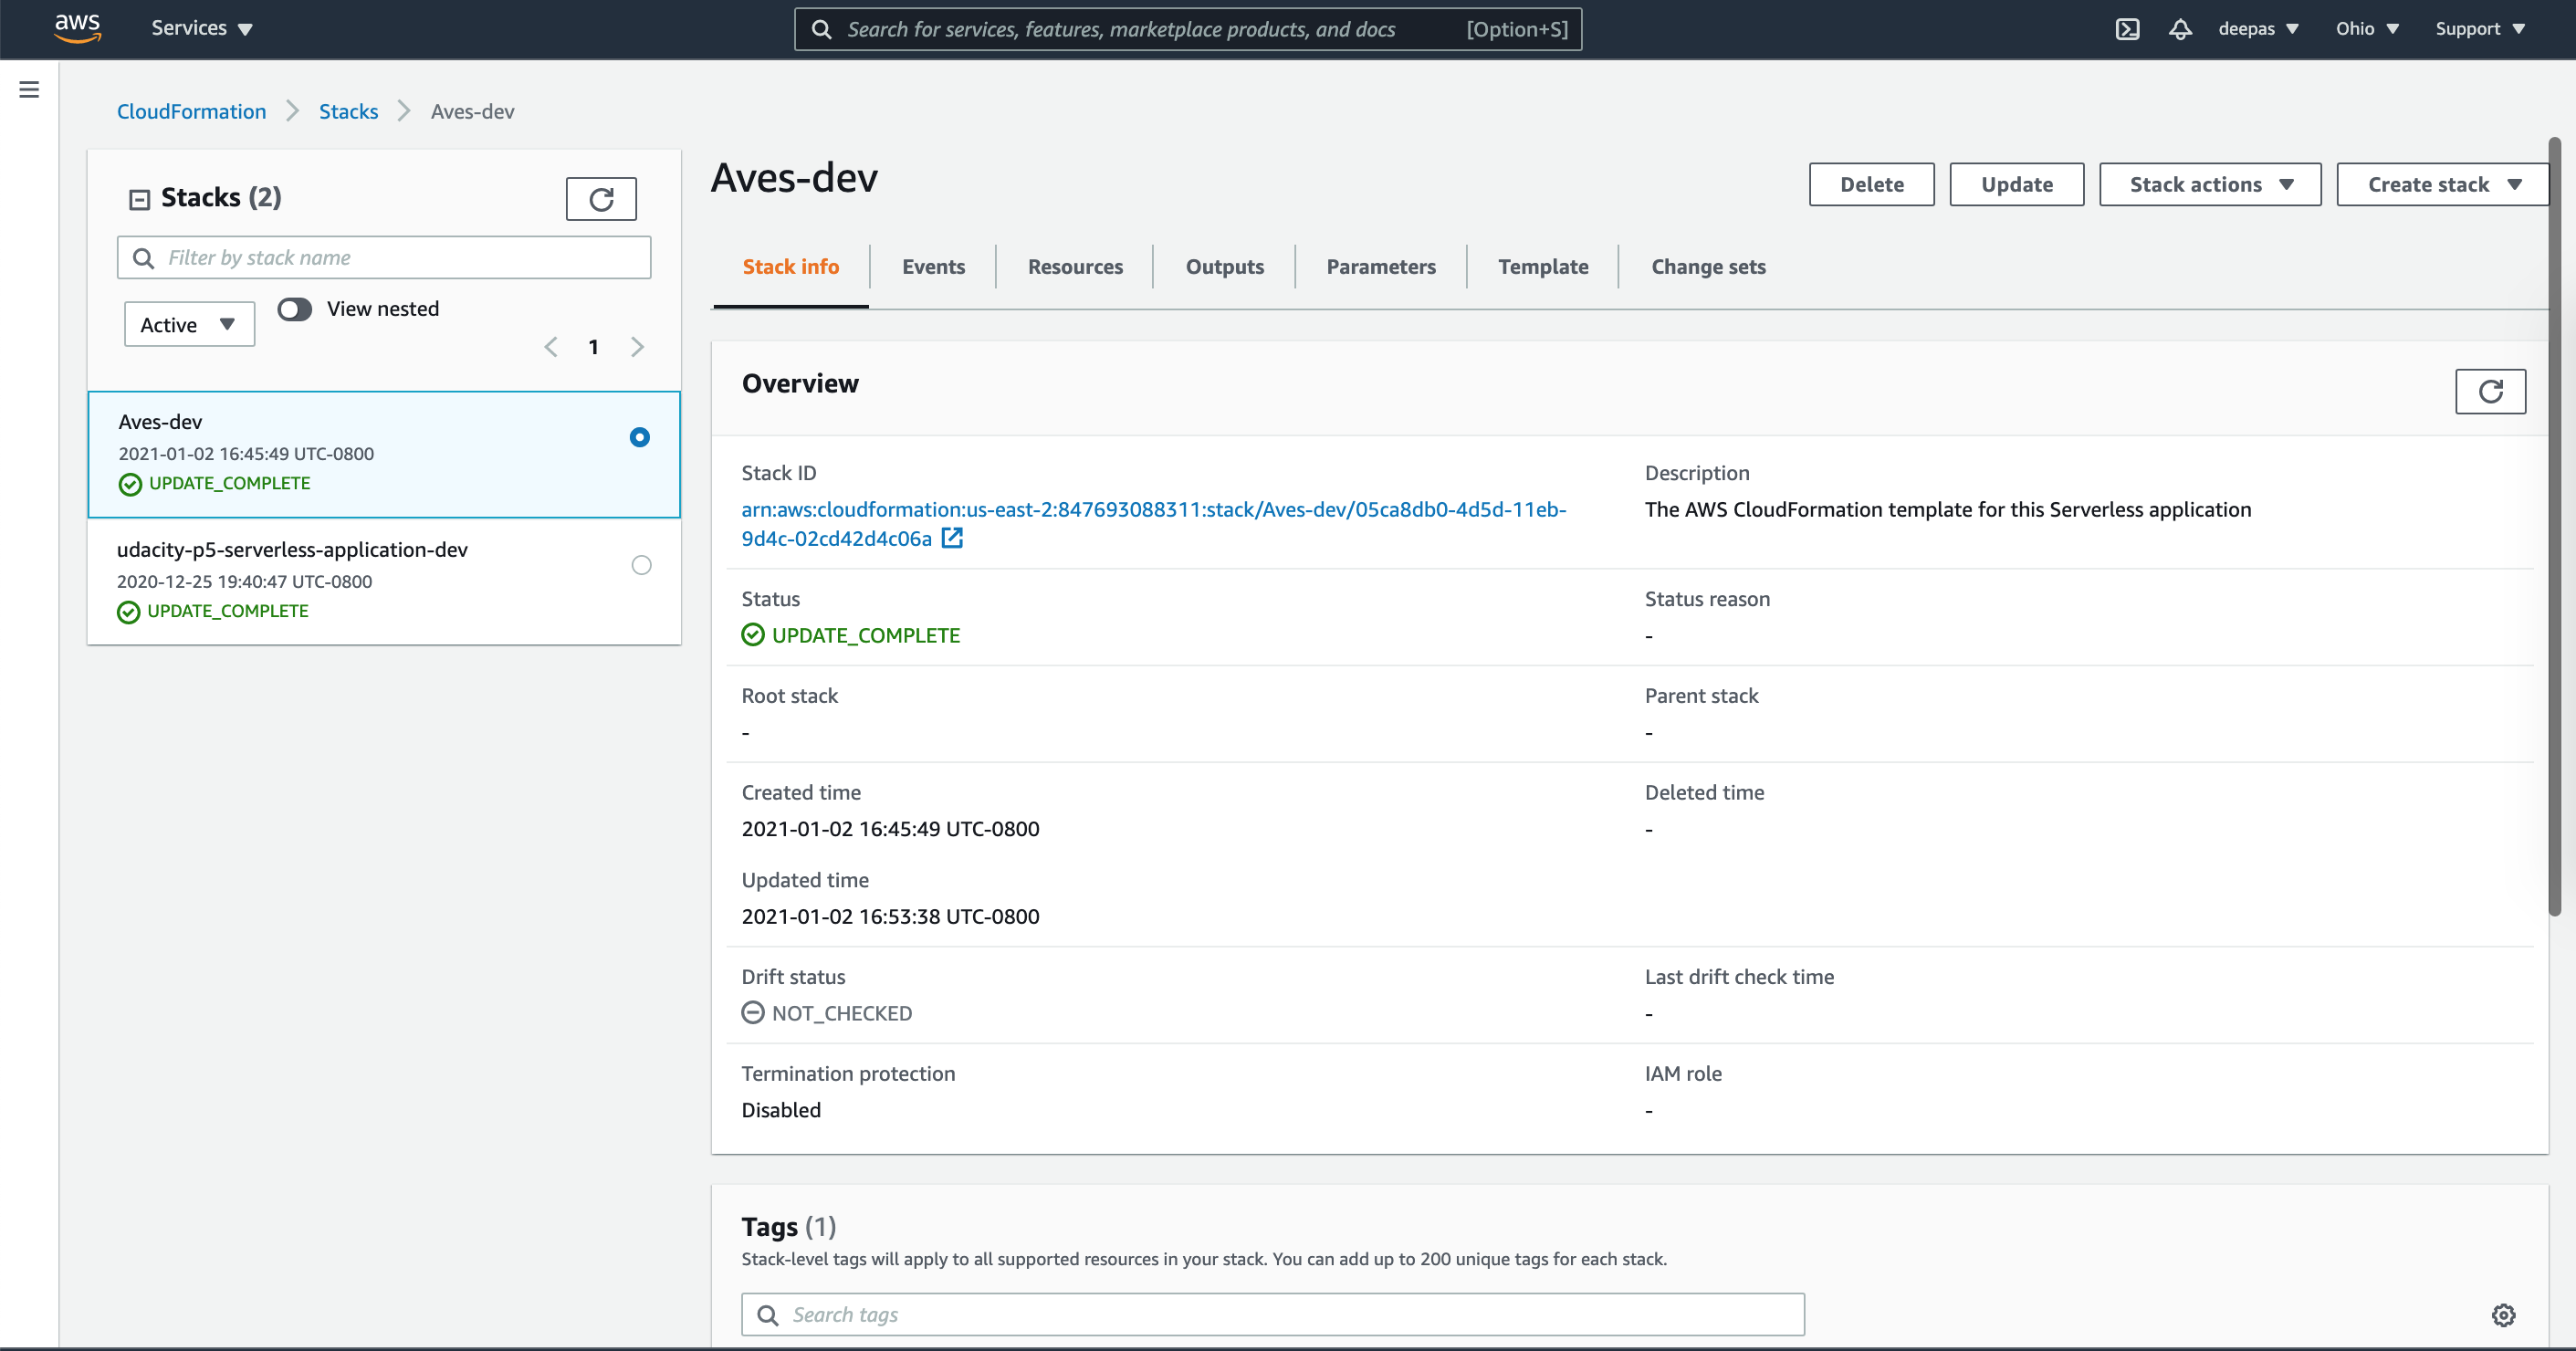 aws
Services
Search for services, features, marketplace products, and docs [Option+S]
deepas
Ohio
Support
CloudFormation
Stacks
Aves-dev
Stacks (2)
Filter by stack name
Active
View nested
1
Aves-dev
2021-01-02 16:45:49 UTC-0800
UPDATE_COMPLETE
udacity-p5-serverless-application-dev
2020-12-25 19:40:47 UTC-0800
UPDATE_COMPLETE
Aves-dev
Delete
Update
Stack actions
Create stack
Stack info
Events
Resources
Outputs
Parameters
Template
Change sets
Overview
Stack ID
arn:aws:cloudformation:us-east-2:847693088311:stack/Aves-dev/05ca8db0-4d5d-11eb-
9d4c-02cd42d4c06a
Description
The AWS CloudFormation template for this Serverless application
Status
UPDATE_COMPLETE
Status reason
-
Root stack
-
Parent stack
-
Created time
2021-01-02 16:45:49 UTC-0800
Deleted time
-
Updated time
2021-01-02 16:53:38 UTC-0800
Drift status
NOT_CHECKED
Last drift check time
-
Termination protection
Disabled
IAM role
-
Tags (1)
Stack-level tags will apply to all supported resources in your stack. You can add up to 200 unique tags for each stack.
Search tags